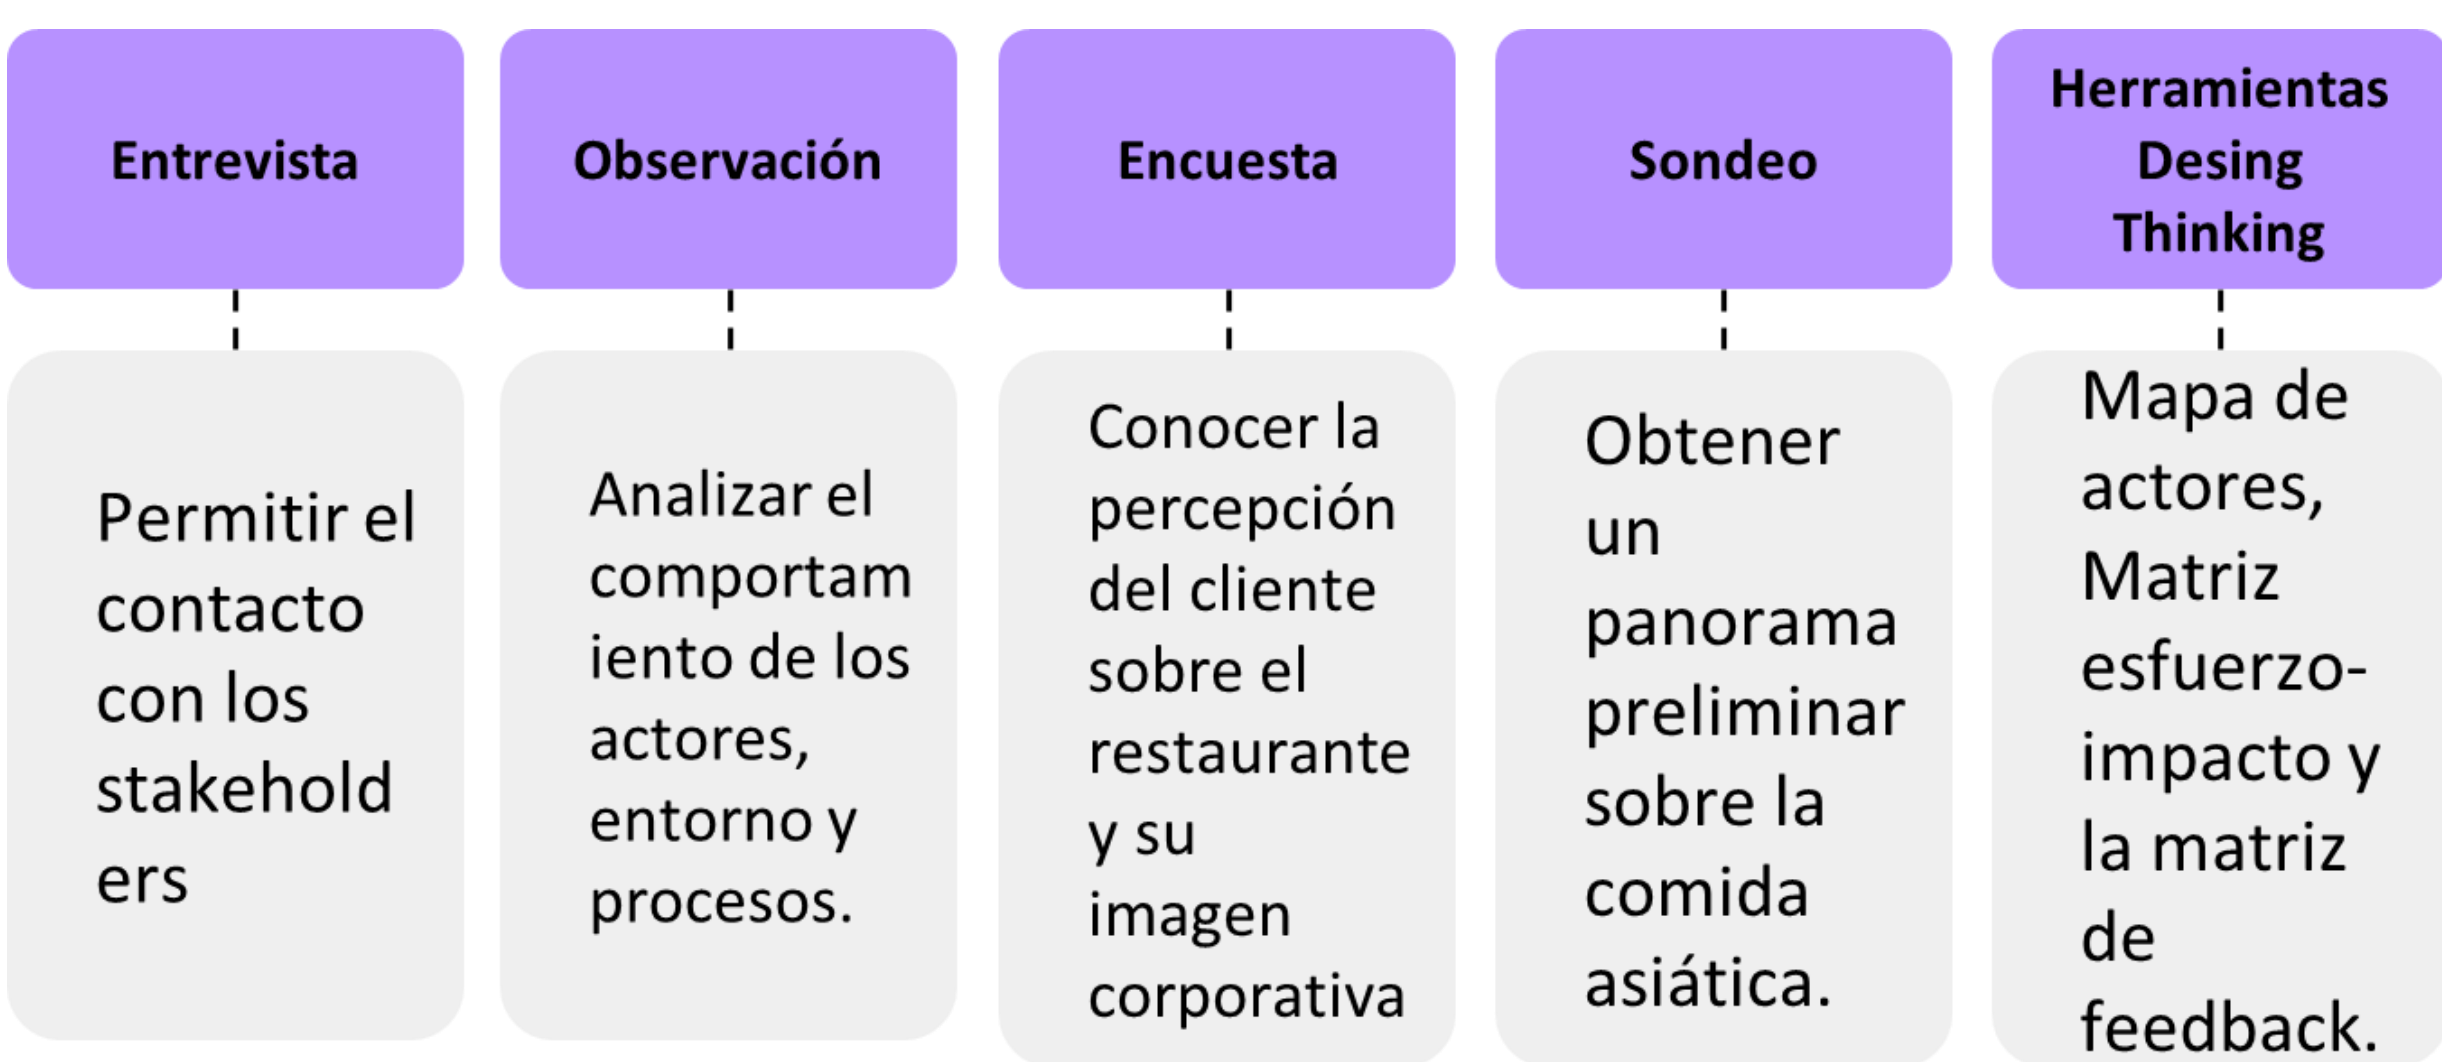 Entrevista
Permitir el
contacto
con los
stakehold
ers
Observación
Analizar el
comportam
iento de los
actores,
entorno y
procesos.
Encuesta
Conocer la
percepción
del cliente
sobre el
restaurante
y su
imagen
corporativa
Sondeo
Obtener
un
panorama
preliminar
sobre la
comida
asiática.
Herramientas
Desing
Thinking
Mapa de
actores,
Matriz
esfuerzo-
impacto y
la matriz
de
feedback.